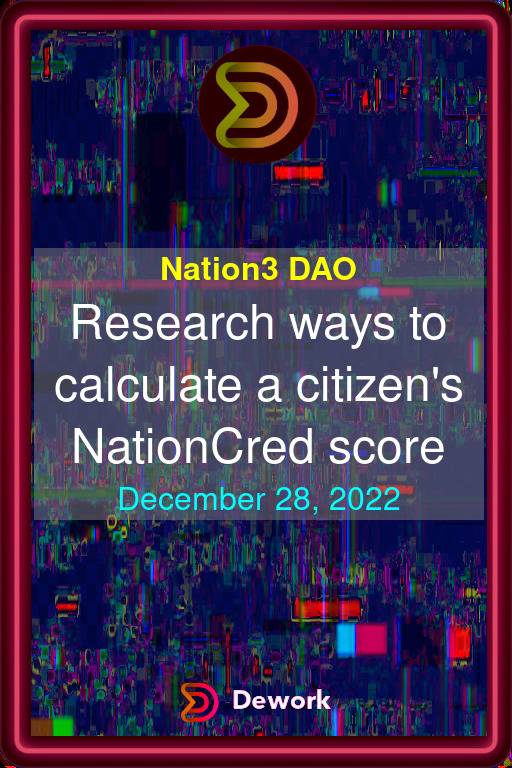 Nation3 DAO
Research ways to
calculate a citizen's
NationCred score
December 28, 2022
Dework